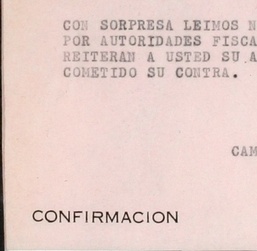 CON SORPRESA LEIMOS N
POR AUTORIDADES FISCA
REITERAN A USTED SU A
COMETIDO SU CONTRA.
CAM
CONFIRMACION